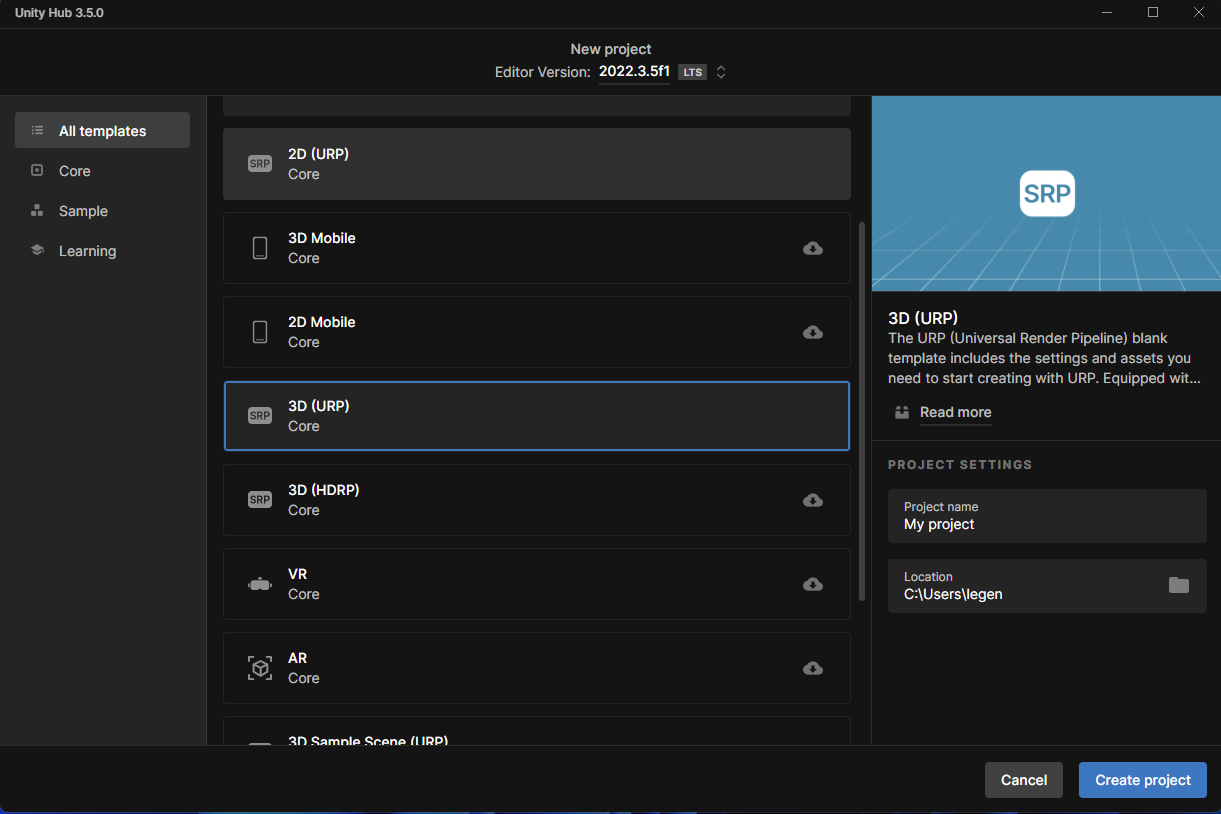 Unity Hub 3.5.0
New project
Editor Version: 2022.3.5f1 LTS
All templates
Core
Sample
Learning
2D (URP)
Core
SRP
3D Mobile
Core
2D Mobile
Core
3D (URP)
Core
SRP
3D (HDRP)
Core
SRP
VR
Core
AR
Core
3D Sample Scene (URP)
SRP
3D (URP)
The URP (Universal Render Pipeline) blank
template includes the settings and assets you
need to start creating with URP. Equipped wit...
Read more
PROJECT SETTINGS
Project name
My project
Location
C:\Users\legen
Cancel
Create project